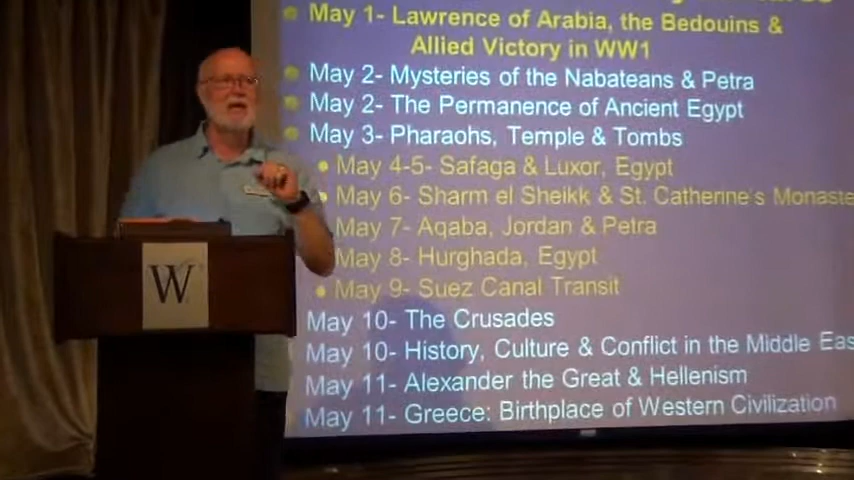 May 1- Lawrence of Arabia, the Bedouins &
Allied Victory in WW1
May 2- Mysteries of the Nabateans & Petra
May 2- The Permanence of Ancient Egypt
May 3- Pharaohs, Temple & Tombs
May 4-5- Safaga & Luxor, Egypt
May 6- Sharm el Sheikk & St. Catherine's Monaste
May 7- Aqaba, Jordan & Petra
May 8- Hurghada, Egypt
May 9- Suez Canal Transit
May 10- The Crusades
May 10- History, Culture & Conflict in the Middle Eas
May 11- Alexander the Great & Hellenism
May 11- Greece: Birthplace of Western Civilization
W